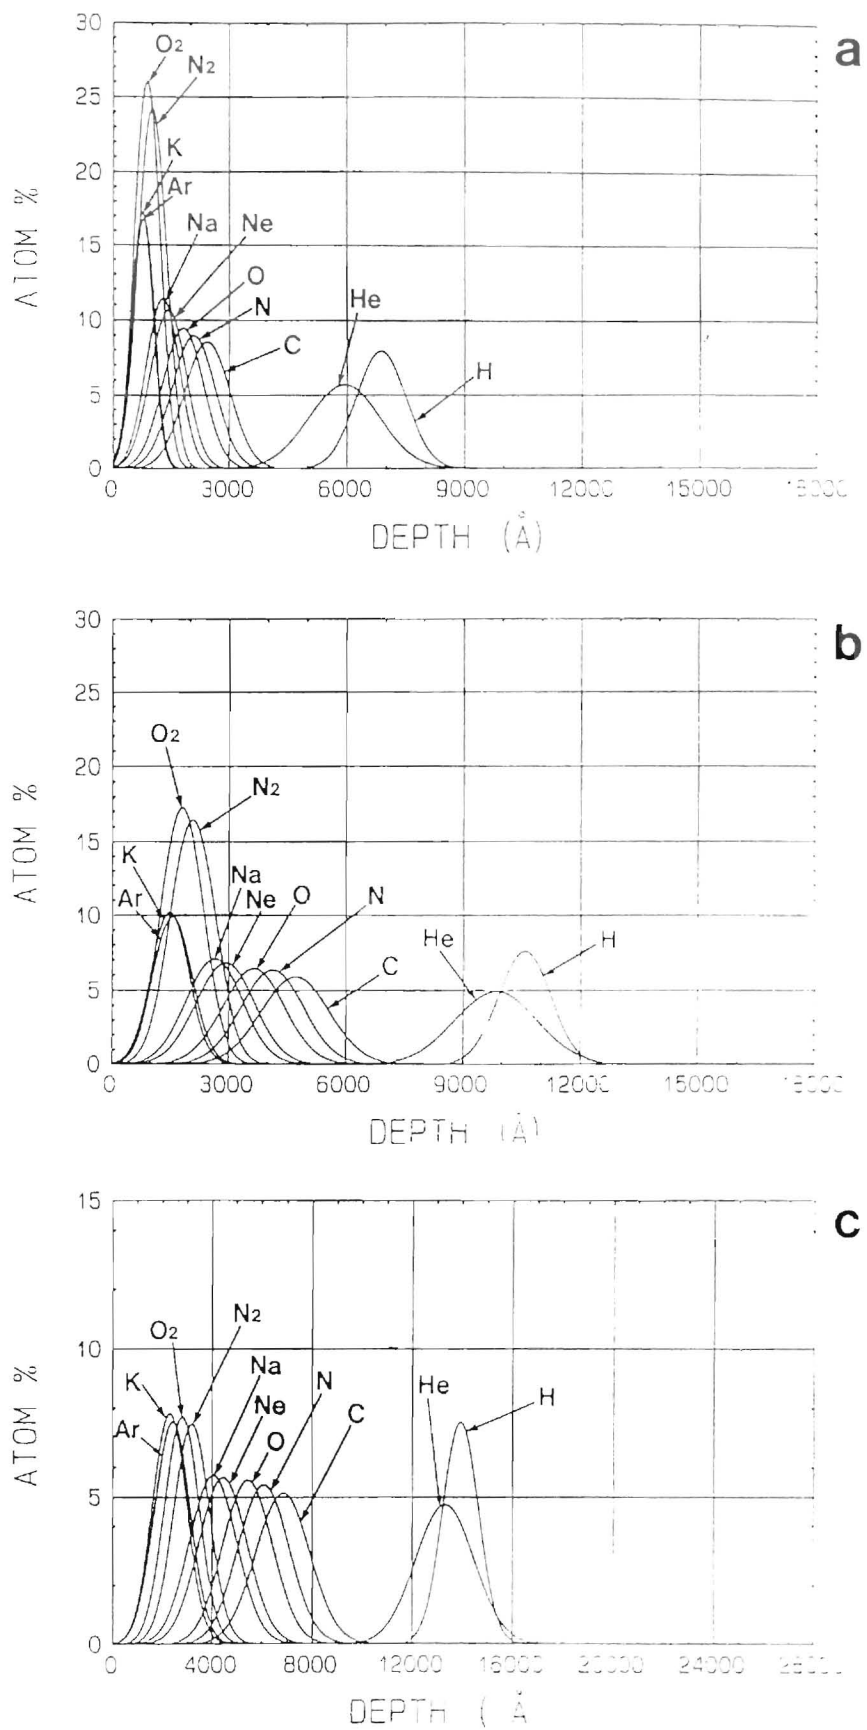 a
30
O2
N2
25
20
K
Ar
15
Na
Ne
O
He
10
N
C
H
5
0
ATOM %
0 3000 6000 9000 12000 15000
DEPTH (Å)
b
30
25
O2
20
N2
15
K
Na
Ar
Ne
O
N
10
He
H
C
5
0
ATOM %
0 3000 6000 9000 12000 15000
DEPTH (Å)
c
15
N2
O2
10
Na
K
Ne
N
He
H
C
Ar
O
5
0
ATOM %
0 4000 8000 12000 16000 20000 24000
DEPTH ( Å